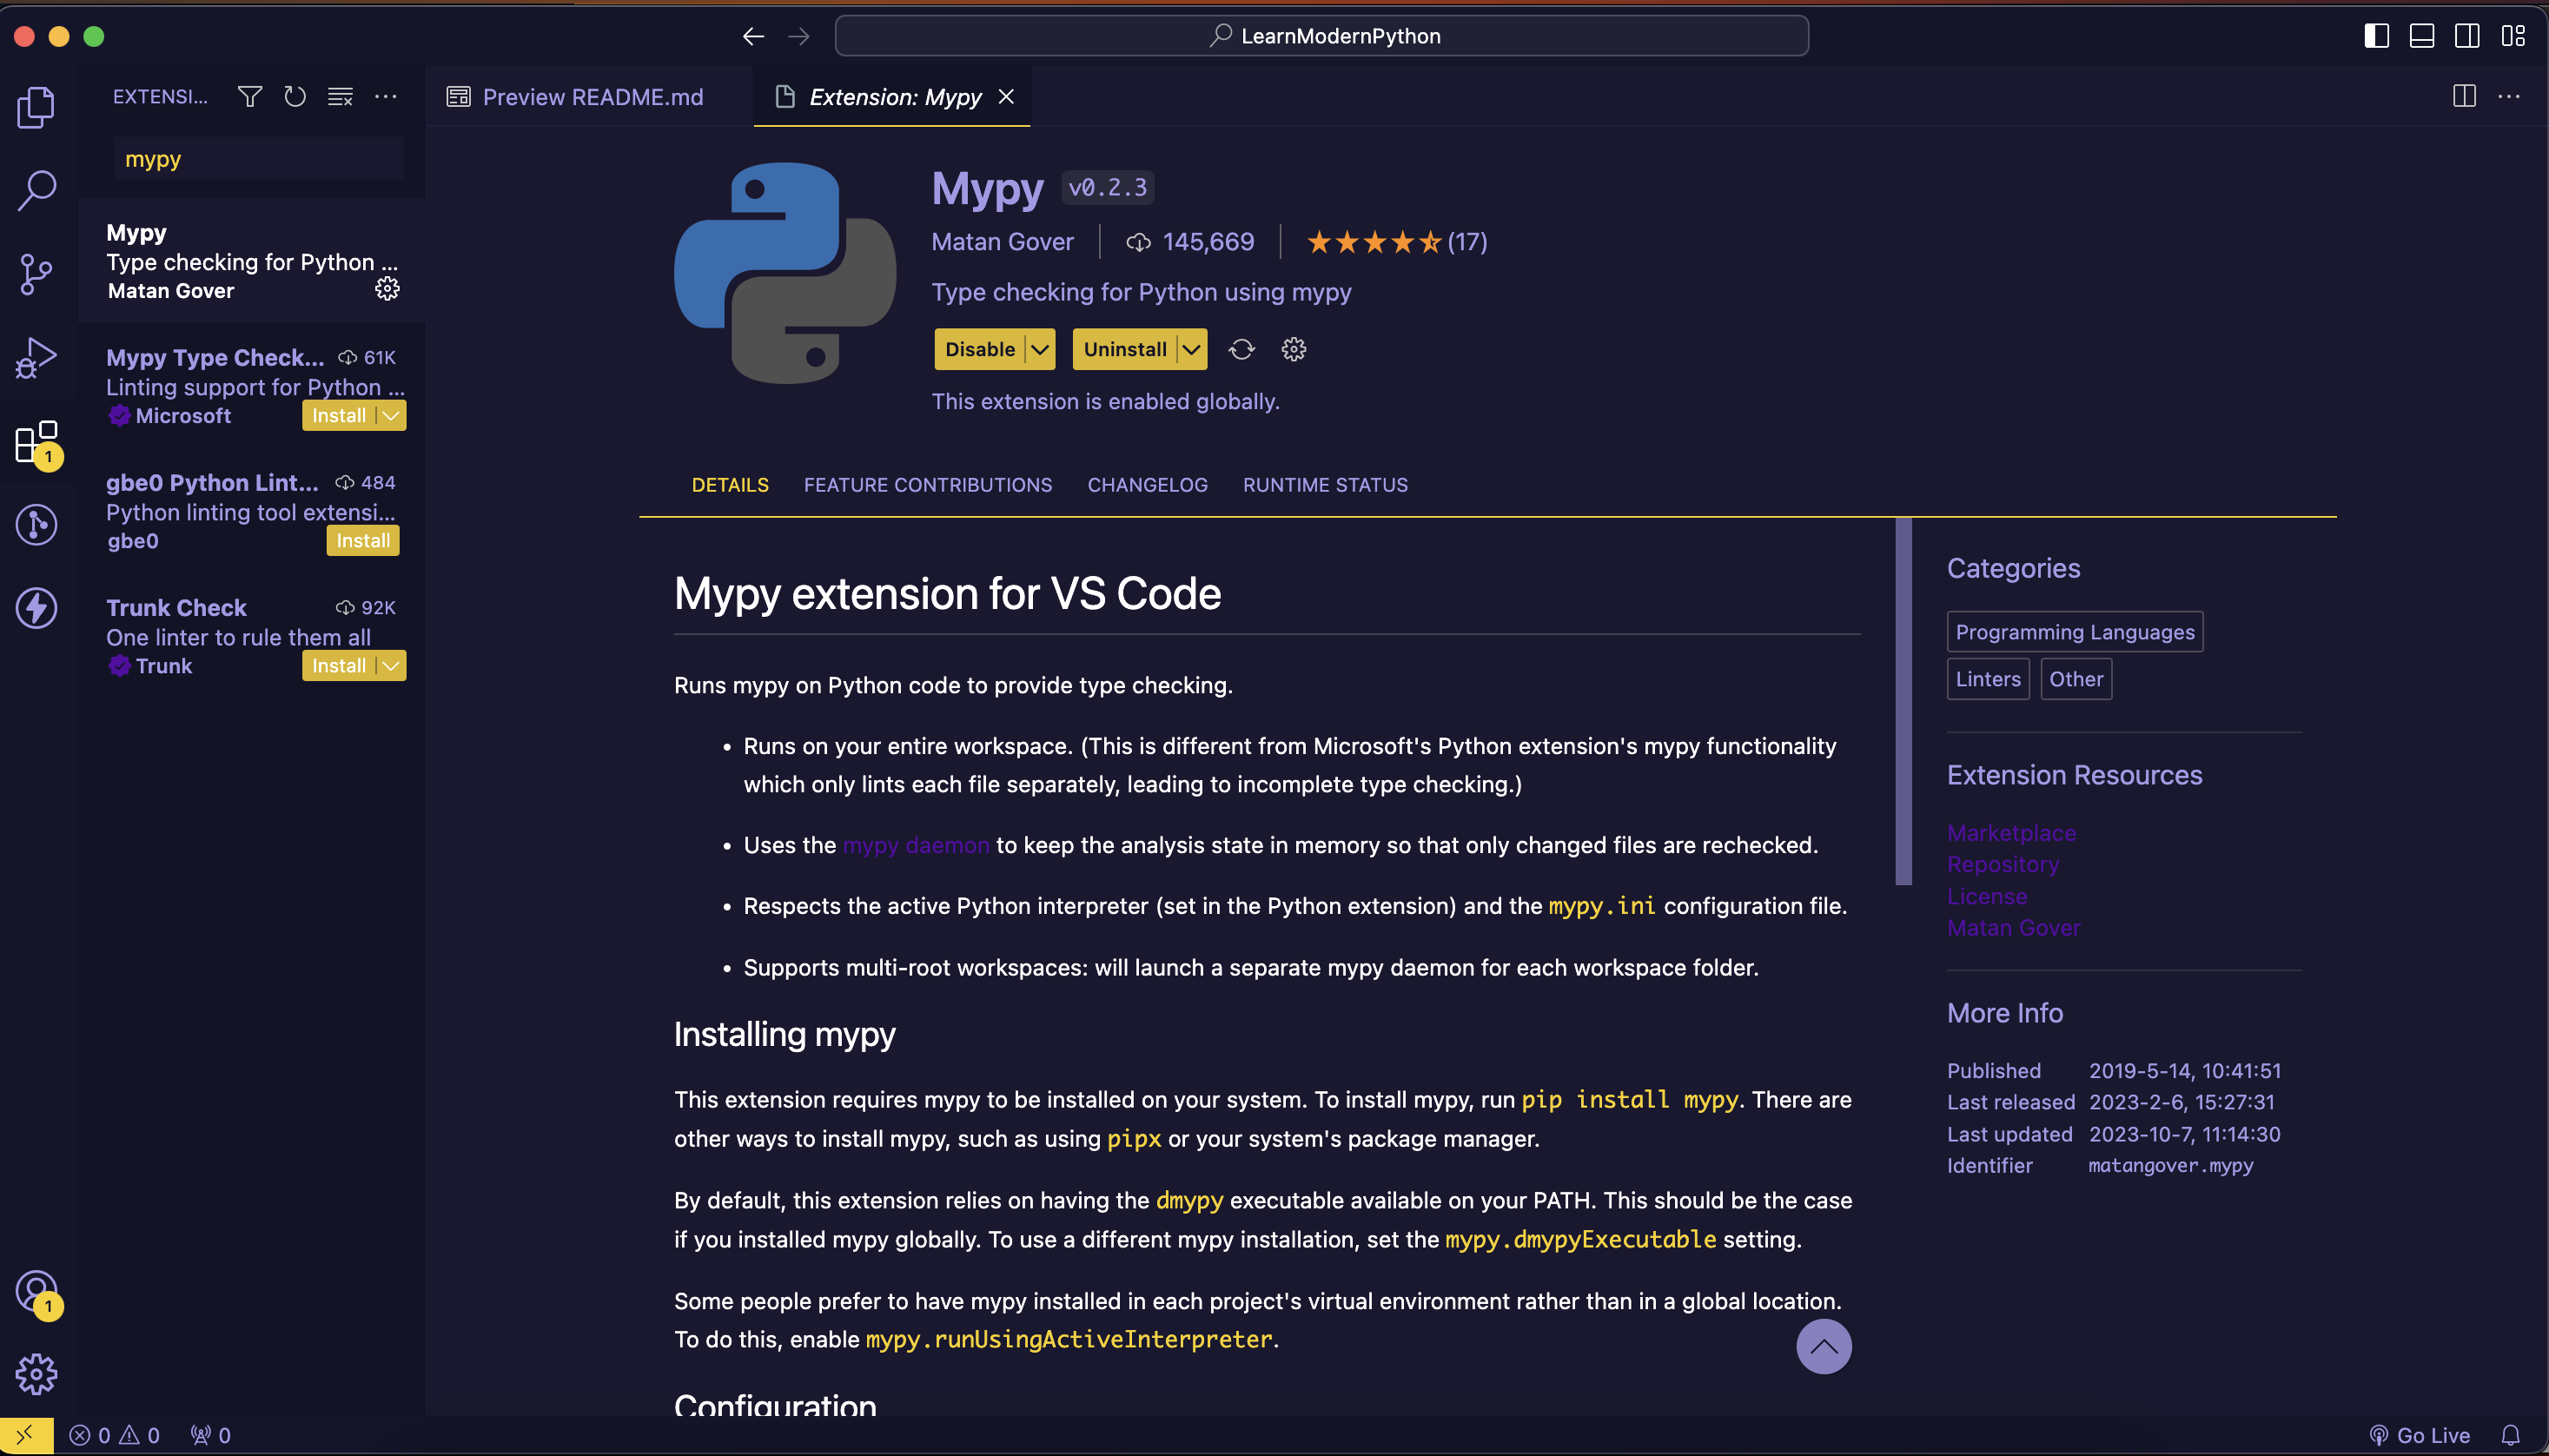 LearnModernPython
EXTENSI...
Preview README.md
Extension: Mypy
mypy
Mypy
Type checking for Python ...
Matan Gover
Mypy Type Check... 61K
Linting support for Python ...
Microsoft Install
gbe0 Python Lint... 484
Python linting tool extensi...
gbe0 Install
Trunk Check 92K
One linter to rule them all
Trunk Install
1
1
Mypy v0.2.3
Matan Gover 145,669 (17)
Type checking for Python using mypy
Disable Uninstall
This extension is enabled globally.
DETAILS FEATURE CONTRIBUTIONS CHANGELOG RUNTIME STATUS
Mypy extension for VS Code
Runs mypy on Python code to provide type checking.
• Runs on your entire workspace. (This is different from Microsoft's Python extension's mypy functionality
which only lints each file separately, leading to incomplete type checking.)
• Uses the mypy daemon to keep the analysis state in memory so that only changed files are rechecked.
• Respects the active Python interpreter (set in the Python extension) and the mypy.ini configuration file.
• Supports multi-root workspaces: will launch a separate mypy daemon for each workspace folder.
Installing mypy
This extension requires mypy to be installed on your system. To install mypy, run pip install mypy. There are
other ways to install mypy, such as using pipx or your system's package manager.
By default, this extension relies on having the dmypy executable available on your PATH. This should be the case
if you installed mypy globally. To use a different mypy installation, set the mypy.dmypyExecutable setting.
Some people prefer to have mypy installed in each project's virtual environment rather than in a global location.
To do this, enable mypy.runUsingActiveInterpreter.
Configuration
Categories
Programming Languages
Linters Other
Extension Resources
Marketplace
Repository
License
Matan Gover
More Info
Published 2019-5-14, 10:41:51
Last released 2023-2-6, 15:27:31
Last updated 2023-10-7, 11:14:30
Identifier matangover.mypy
0 0 0
Go Live